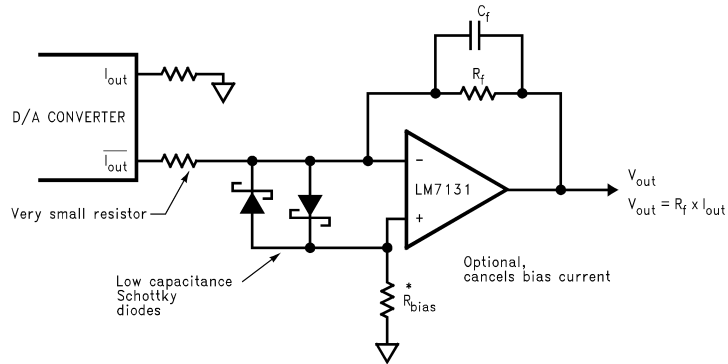 C_f
I_out
R_f
D/A CONVERTER
I̅_o̅u̅t̅
−
LM7131
+
V_out
V_out = R_f x I_out
Very small resistor
Optional,
cancels bias current
Low capacitance
Schottky
diodes
*
R_bias